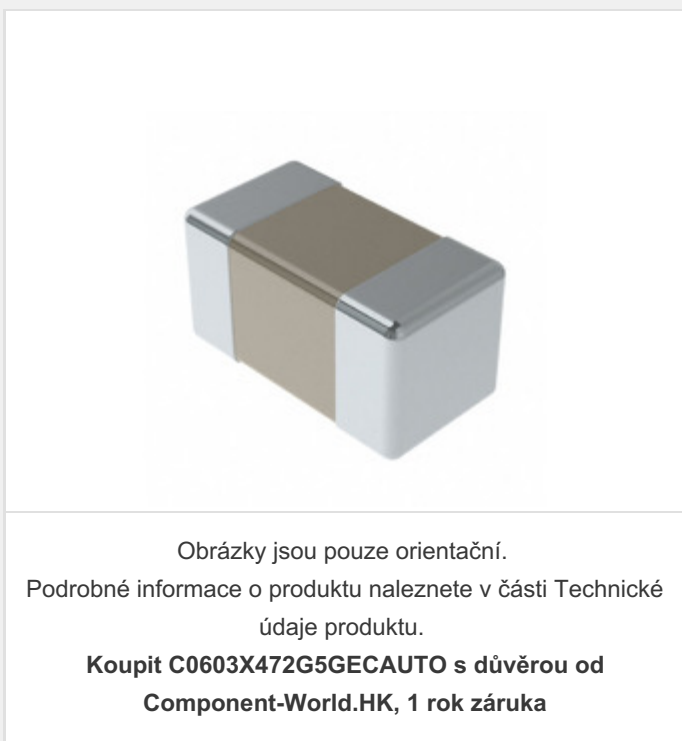 Obrázky jsou pouze orientační.
Podrobné informace o produktu naleznete v části Technické
údaje produktu.
Koupit C0603X472G5GECAUTO s důvěrou od
Component-World.HK, 1 rok záruka